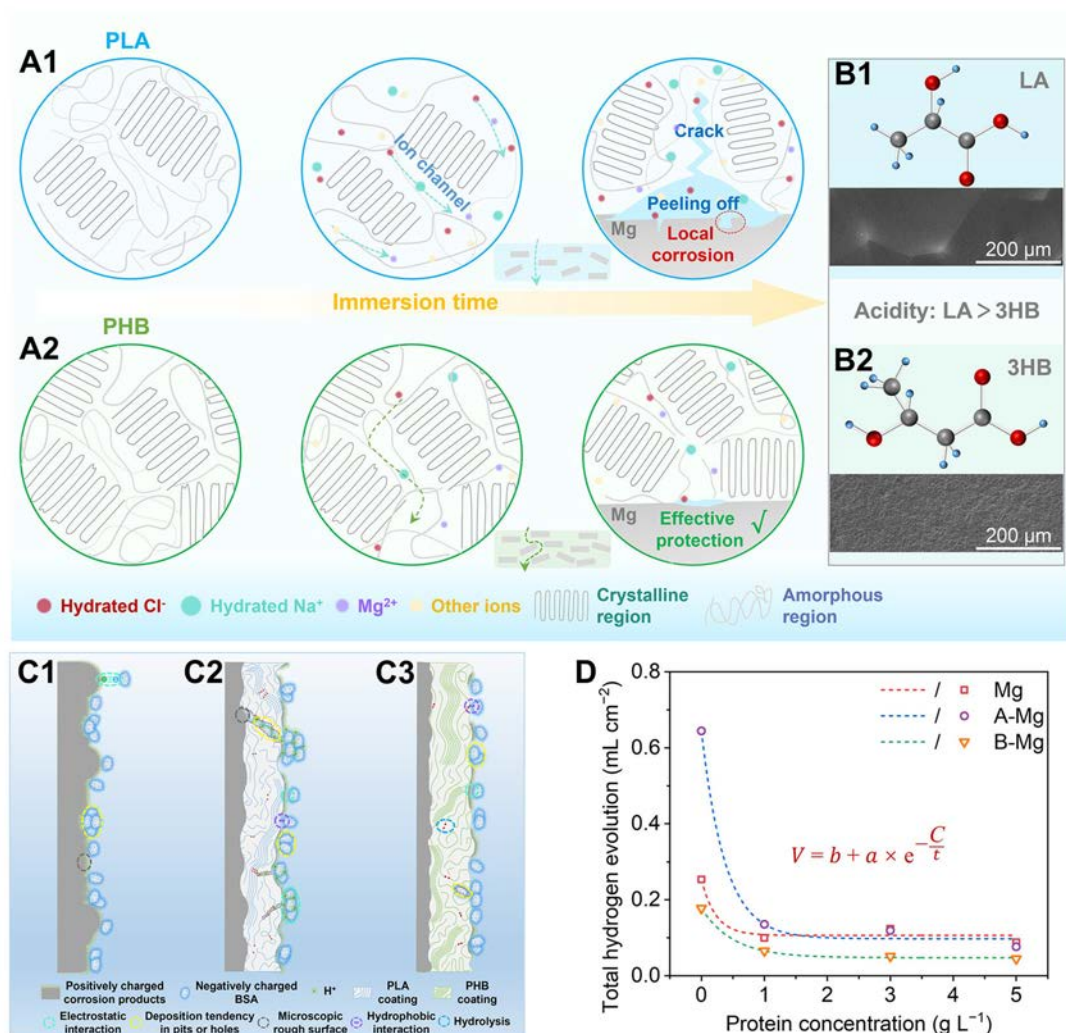 A1
PLA
Ion channel
Crack
Peeling off
Mg
Local
corrosion
B1
LA
200 μm
Immersion time
Acidity: LA > 3HB
A2
PHB
Mg
Effective
protection √
B2
3HB
200 μm
Hydrated Cl⁻ Hydrated Na⁺ Mg²⁺ Other ions Crystalline region Amorphous region
C1 C2 C3
Positively charged corrosion products Negatively charged BSA H⁺ PLA coating PHB coating
Electrostatic interaction Deposition tendency in pits or holes Microscopic rough surface Hydrophobic interaction Hydrolysis
D
Total hydrogen evolution (mL cm⁻²)
0.8
0.6
0.4
0.2
0.0
/ Mg
/ A-Mg
/ B-Mg
V = b + a × e^(−C/t)
0 1 2 3 4 5
Protein concentration (g L⁻¹)